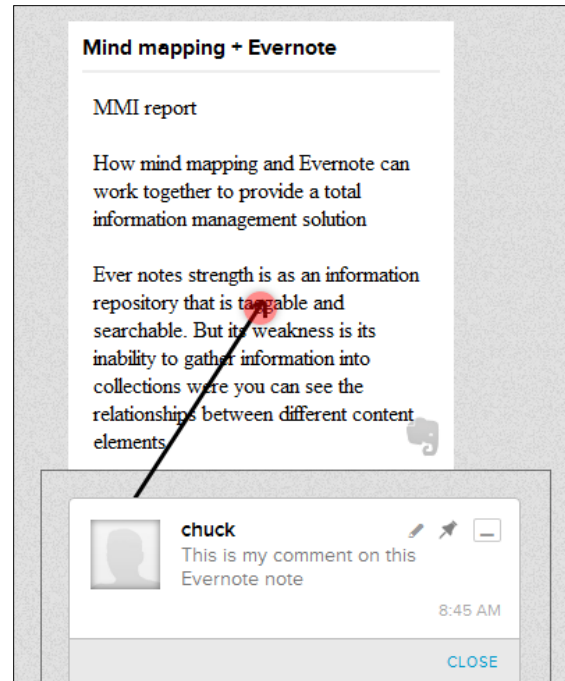 Mind mapping + Evernote
MMI report
How mind mapping and Evernote can
work together to provide a total
information management solution
Ever notes strength is as an information
repository that is taggable and
searchable. But its weakness is its
inability to gather information into
collections were you can see the
relationships between different content
elements.
chuck
This is my comment on this
Evernote note
8:45 AM
CLOSE